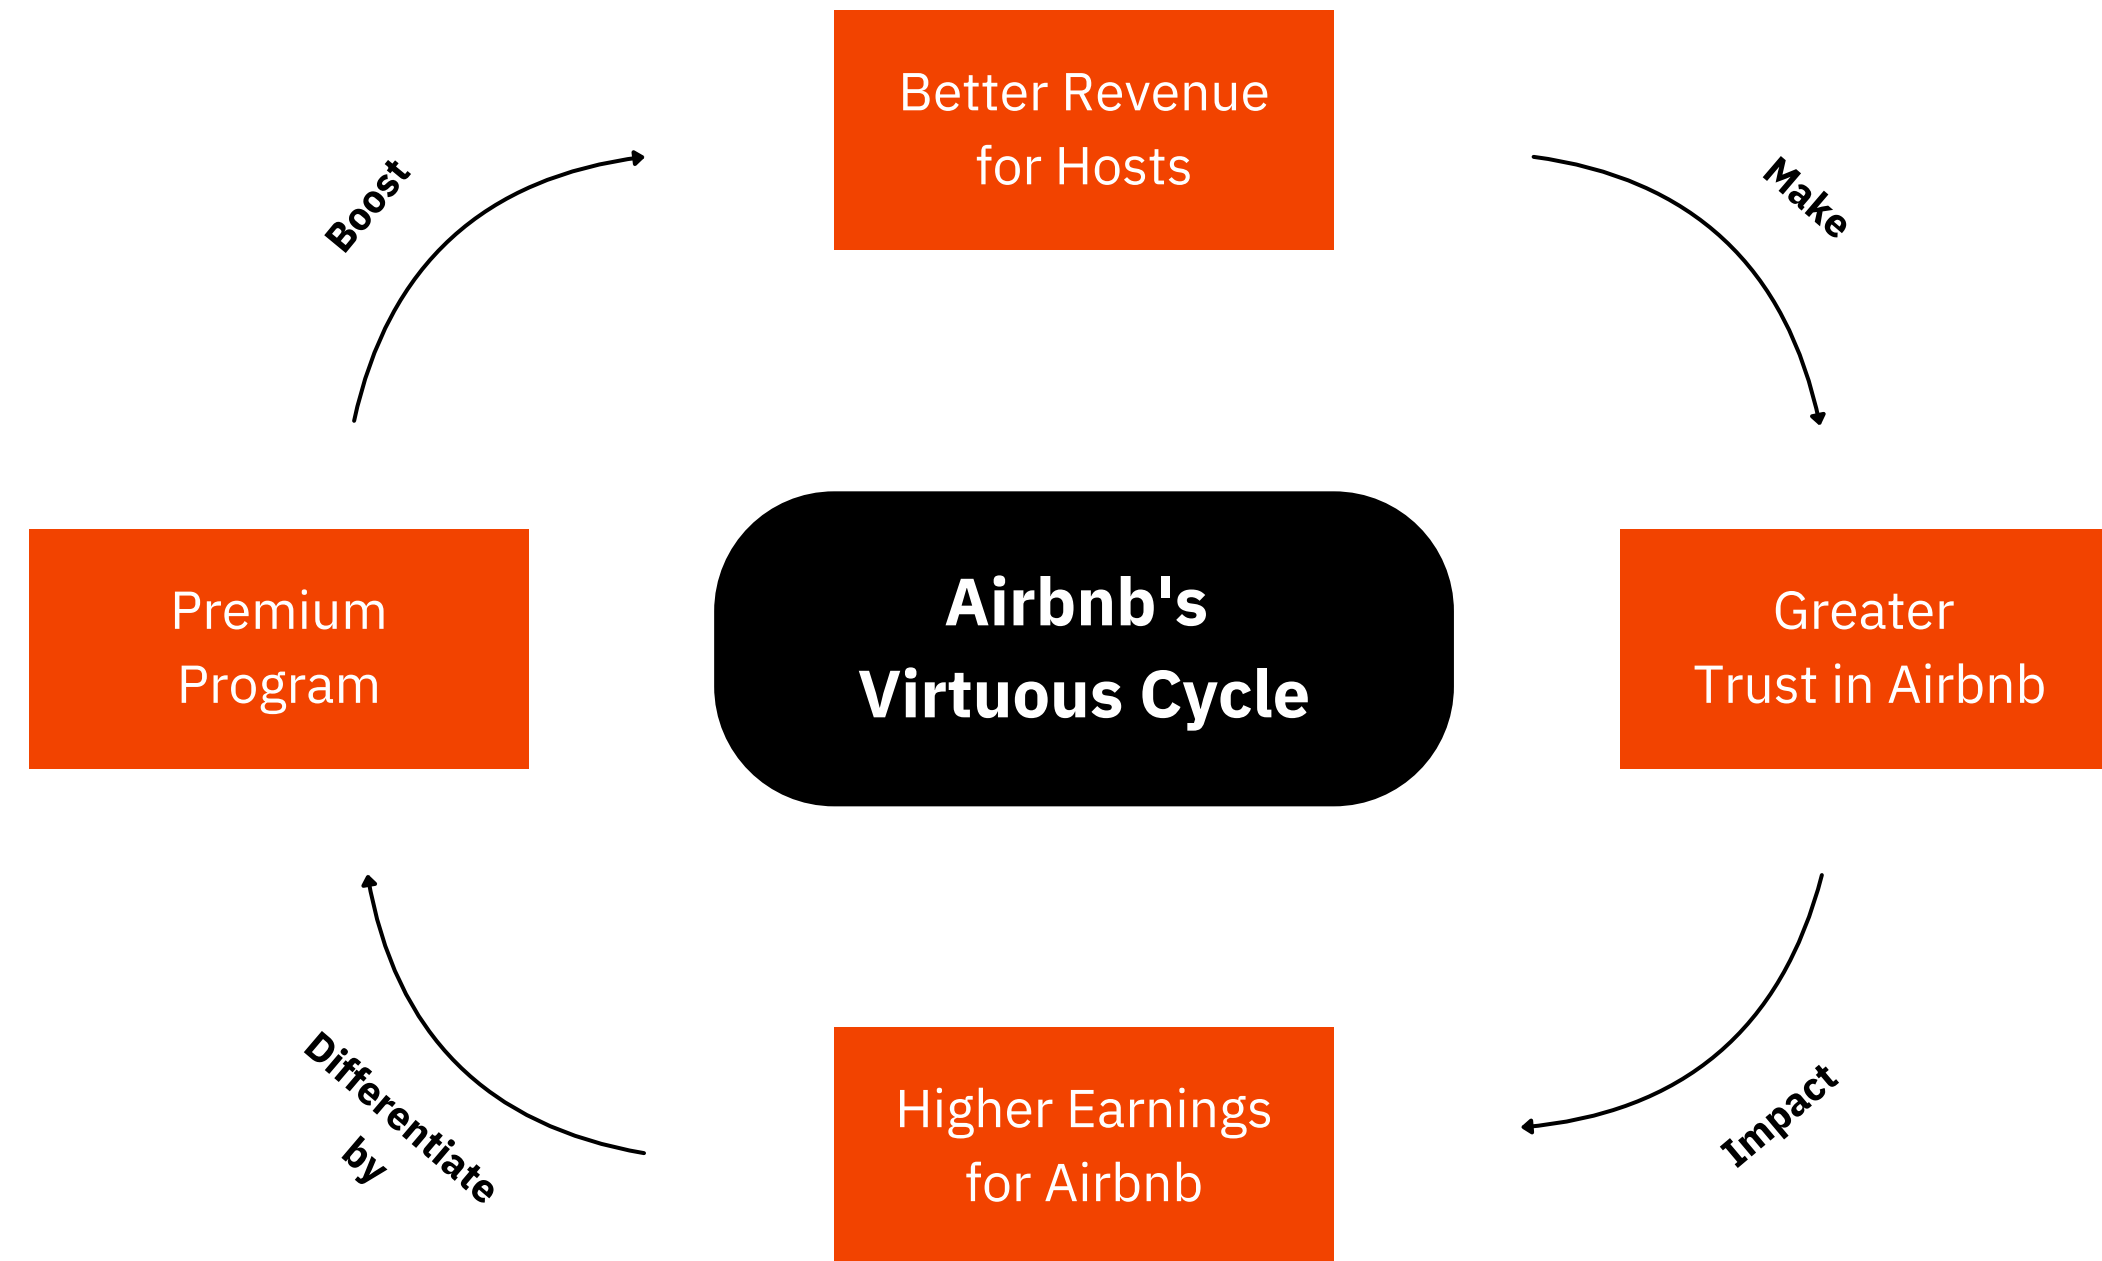 Better Revenue
for Hosts
Boost
Make
Premium
Program
Airbnb's
Virtuous Cycle
Greater
Trust in Airbnb
Differentiate
by
Impact
Higher Earnings
for Airbnb